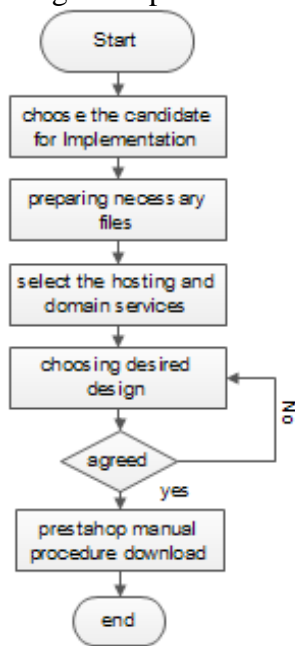 Start
choose the candidate
for Implementation
preparing necessary
files
select the hosting and
domain services
choosing desired
design
No
agreed
yes
prestahop manual
procedure download
end